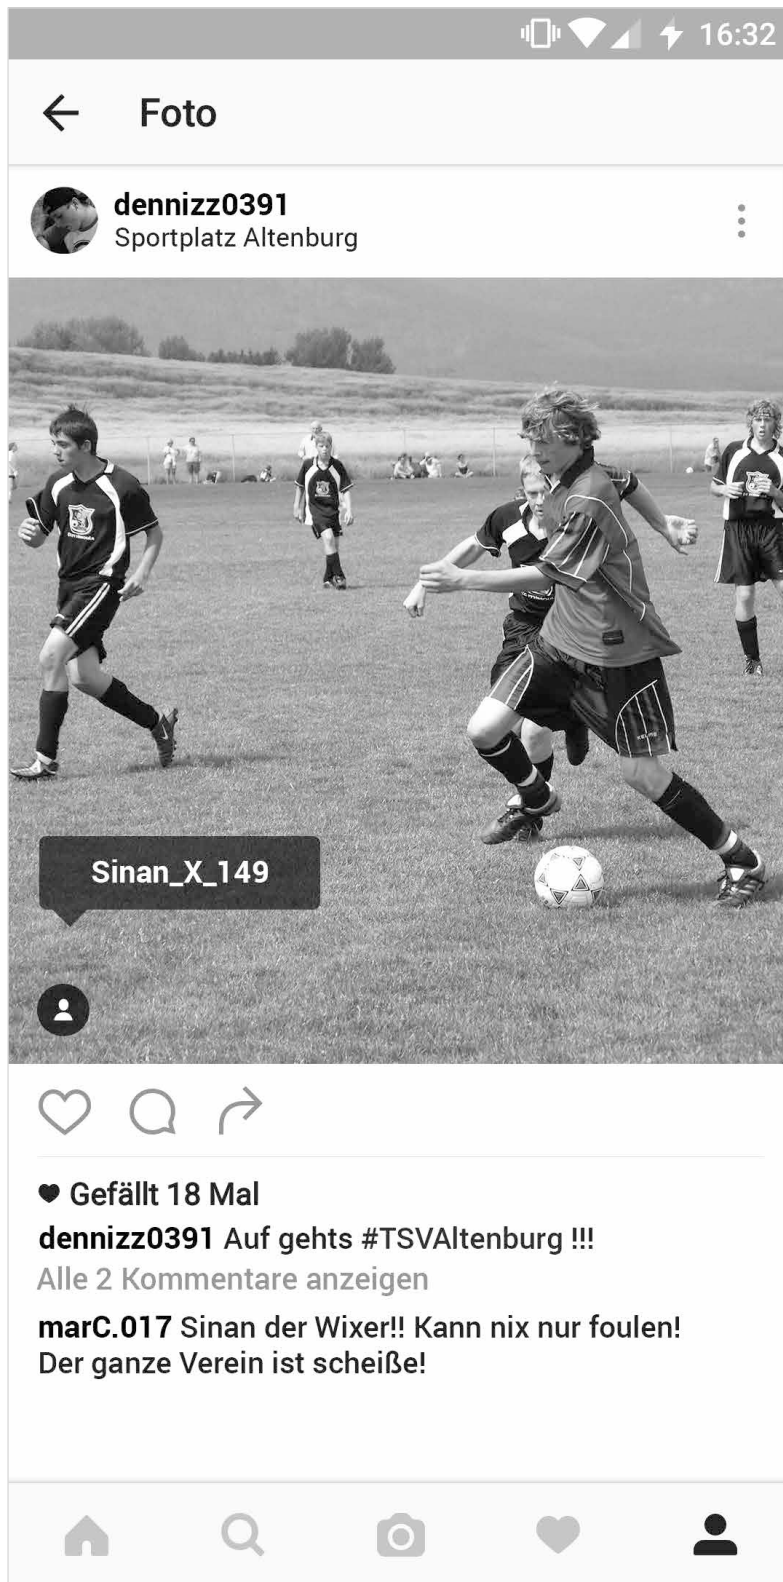 16:32
Foto
dennizz0391
Sportplatz Altenburg
Sinan_X_149
Gefällt 18 Mal
dennizz0391 Auf gehts #TSVAltenburg !!!
Alle 2 Kommentare anzeigen
marC.017 Sinan der Wixer!! Kann nix nur foulen!
Der ganze Verein ist scheiße!